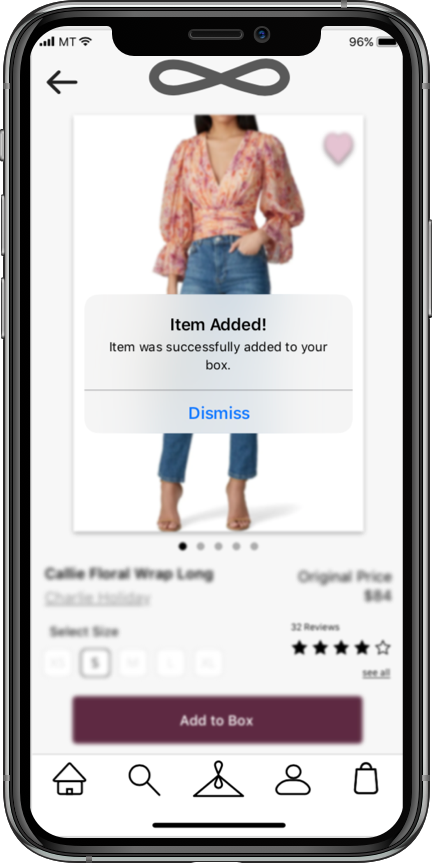 MT
96%
Item Added!
Item was successfully added to your
box.
Dismiss
Callie Floral Wrap Long
Original Price
$84
Charlie Holiday
32 Reviews
Select Size
S
L
see all
Add to Box